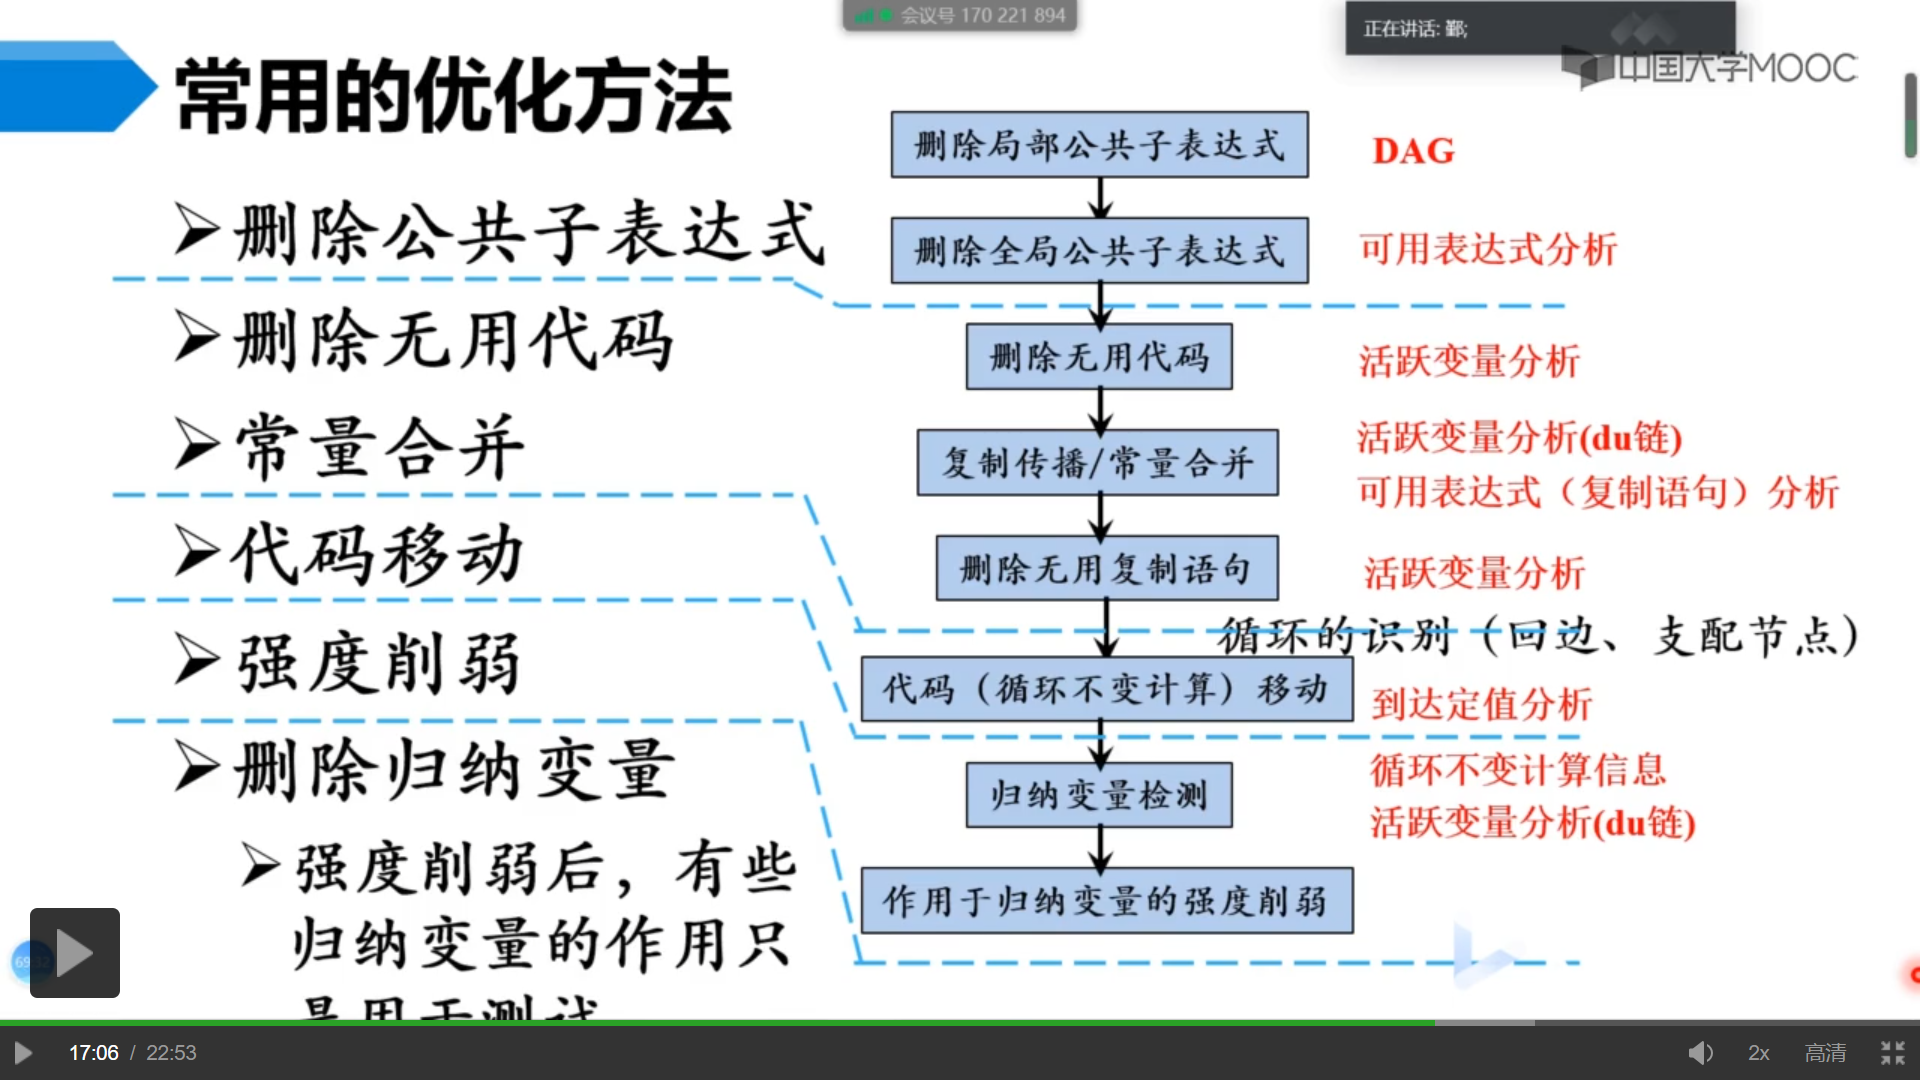 会议号 170 221 894
正在讲话: 鄞;
中国大学MOOC
常用的优化方法
删除公共子表达式
删除无用代码
常量合并
代码移动
强度削弱
删除归纳变量
强度削弱后，有些
归纳变量的作用只
是用于测试
删除局部公共子表达式
DAG
删除全局公共子表达式
可用表达式分析
删除无用代码
活跃变量分析
复制传播/常量合并
活跃变量分析(du链)
可用表达式（复制语句）分析
删除无用复制语句
活跃变量分析
循环的识别（回边、支配节点）
代码（循环不变计算）移动
到达定值分析
归纳变量检测
循环不变计算信息
活跃变量分析(du链)
作用于归纳变量的强度削弱
17:06 / 22:53
2x
高清